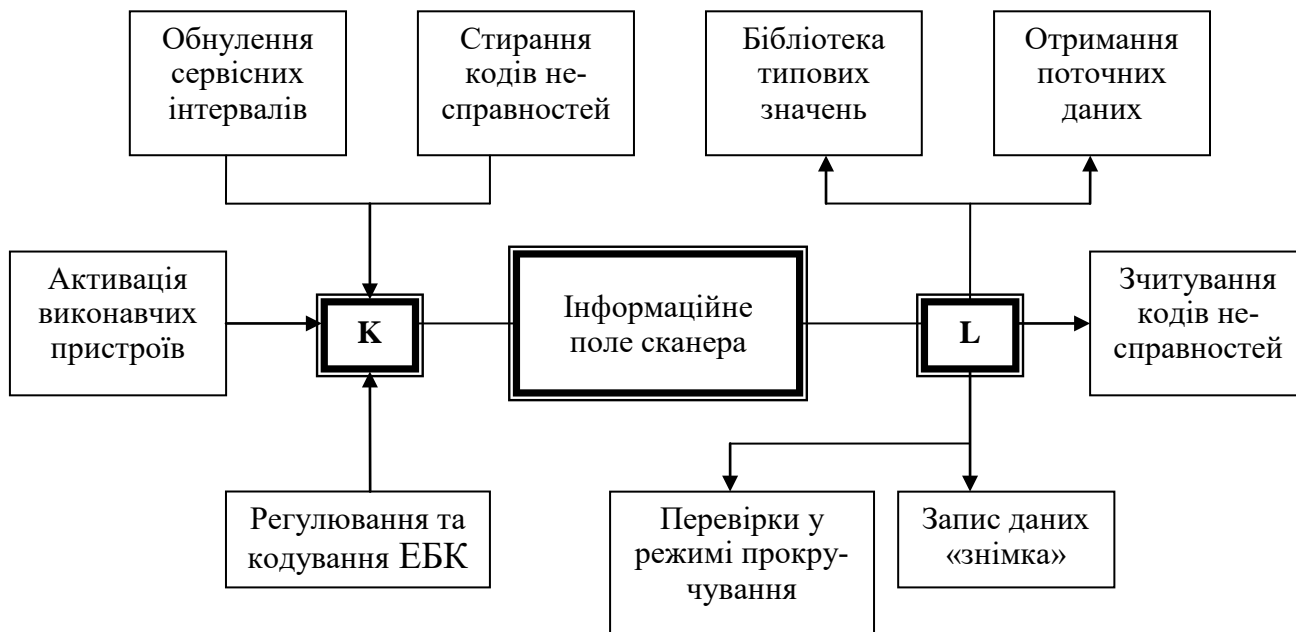 Обнулення
сервісних
інтервалів
Стирання
кодів не-
справностей
Бібліотека
типових
значень
Отримання
поточних
даних
Активація
виконавчих
пристроїв
K
Інформаційне
поле сканера
L
Зчитування
кодів не-
справностей
Регулювання та
кодування ЕБК
Перевірки у
режимі прокру-
чування
Запис даних
«знімка»